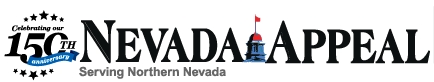 Celebrating our
150TH
anniversary
NEVADA APPEAL
Serving Northern Nevada